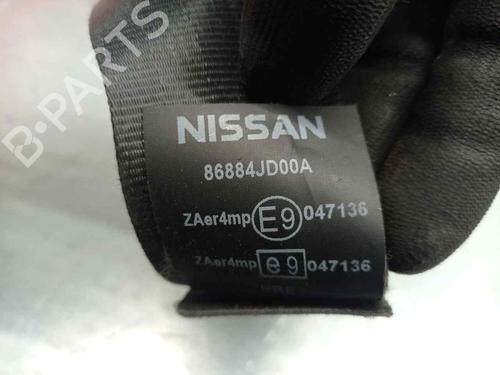 B-PARTS
NISSAN
86884JD00A
ZAer4mp E9 047136
ZAer4mp e9 047136